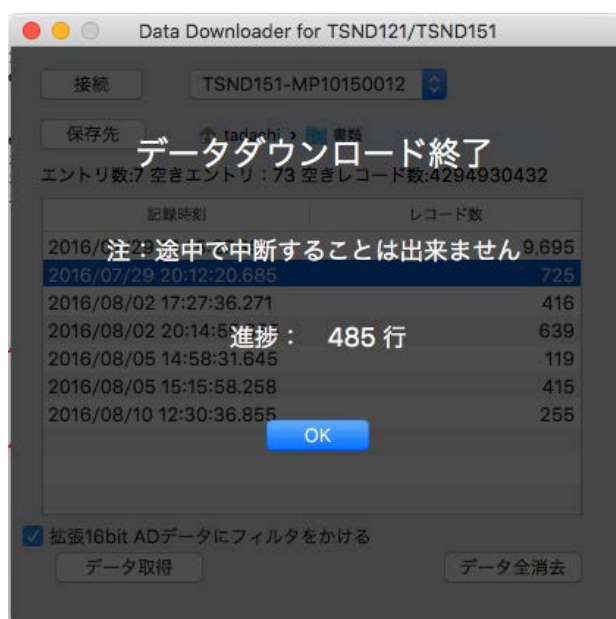 Data Downloader for TSND121/TSND151
接続
TSND151-MP10150012
保存先
tadachi › 書類
データダウンロード終了
エントリ数:7 空きエントリ：73 空きレコード数:4294930432
記録時刻 レコード数
2016/07/29 9,695
注：途中で中断することは出来ません
2016/07/29 20:12:20.685 725
2016/08/02 17:27:36.271 416
2016/08/02 20:14:5 639
進捗： 485 行
2016/08/05 14:58:31.645 119
2016/08/05 15:15:58.258 415
2016/08/10 12:30:36.855 255
OK
拡張16bit ADデータにフィルタをかける
データ取得
データ全消去